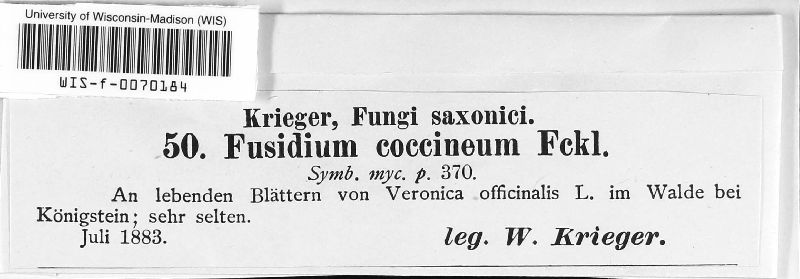 University of Wisconsin-Madison (WIS)
WIS-f-0070184
Krieger, Fungi saxonici.
50. Fusidium coccineum Fckl.
Symb. myc. p. 370.
An lebenden Blättern von Veronica officinalis L. im Walde bei
Königstein; sehr selten.
Juli 1883.
leg. W. Krieger.